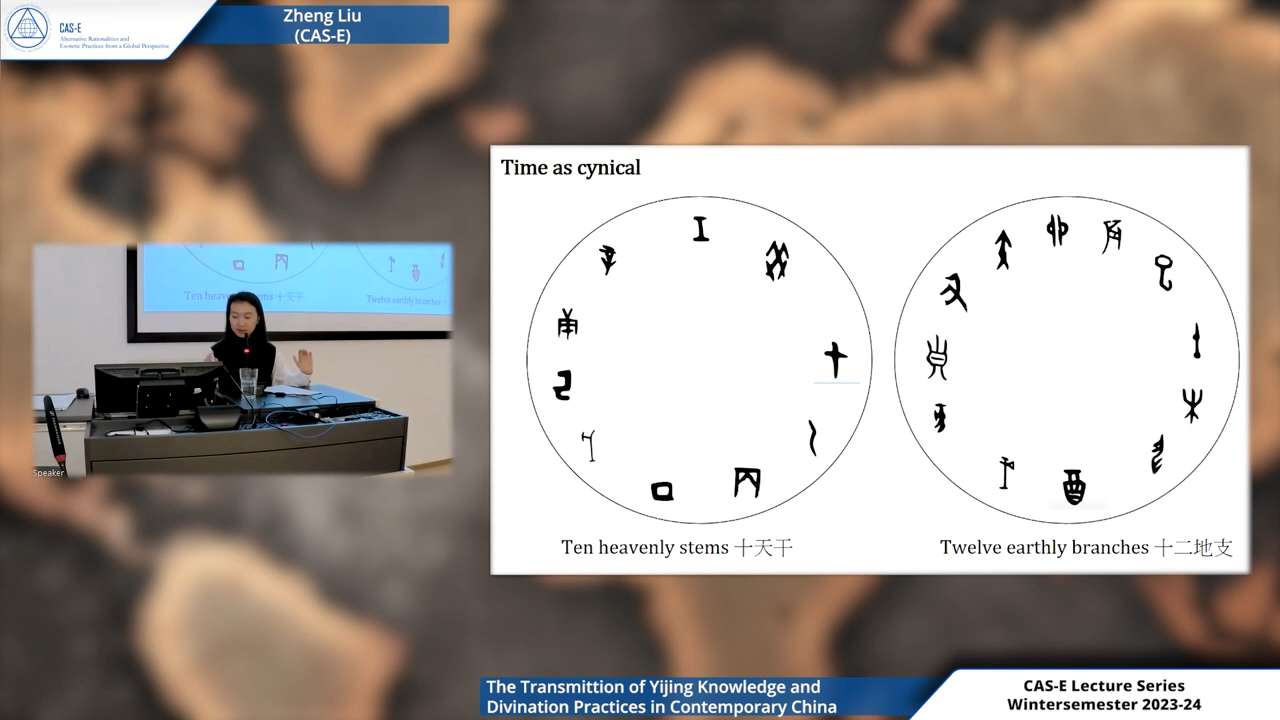 CAS-E
Alternative Rationalities and
Esoteric Practices from a Global Perspective
Zheng Liu
(CAS-E)
Time as cynical
Ten heavenly stems 十天干
Twelve earthly branches 十二地支
Ten heavenly stems 十天干
Twelve earthly branches
Speaker
The Transmittion of Yijing Knowledge and
Divination Practices in Contemporary China
CAS-E Lecture Series
Wintersemester 2023-24